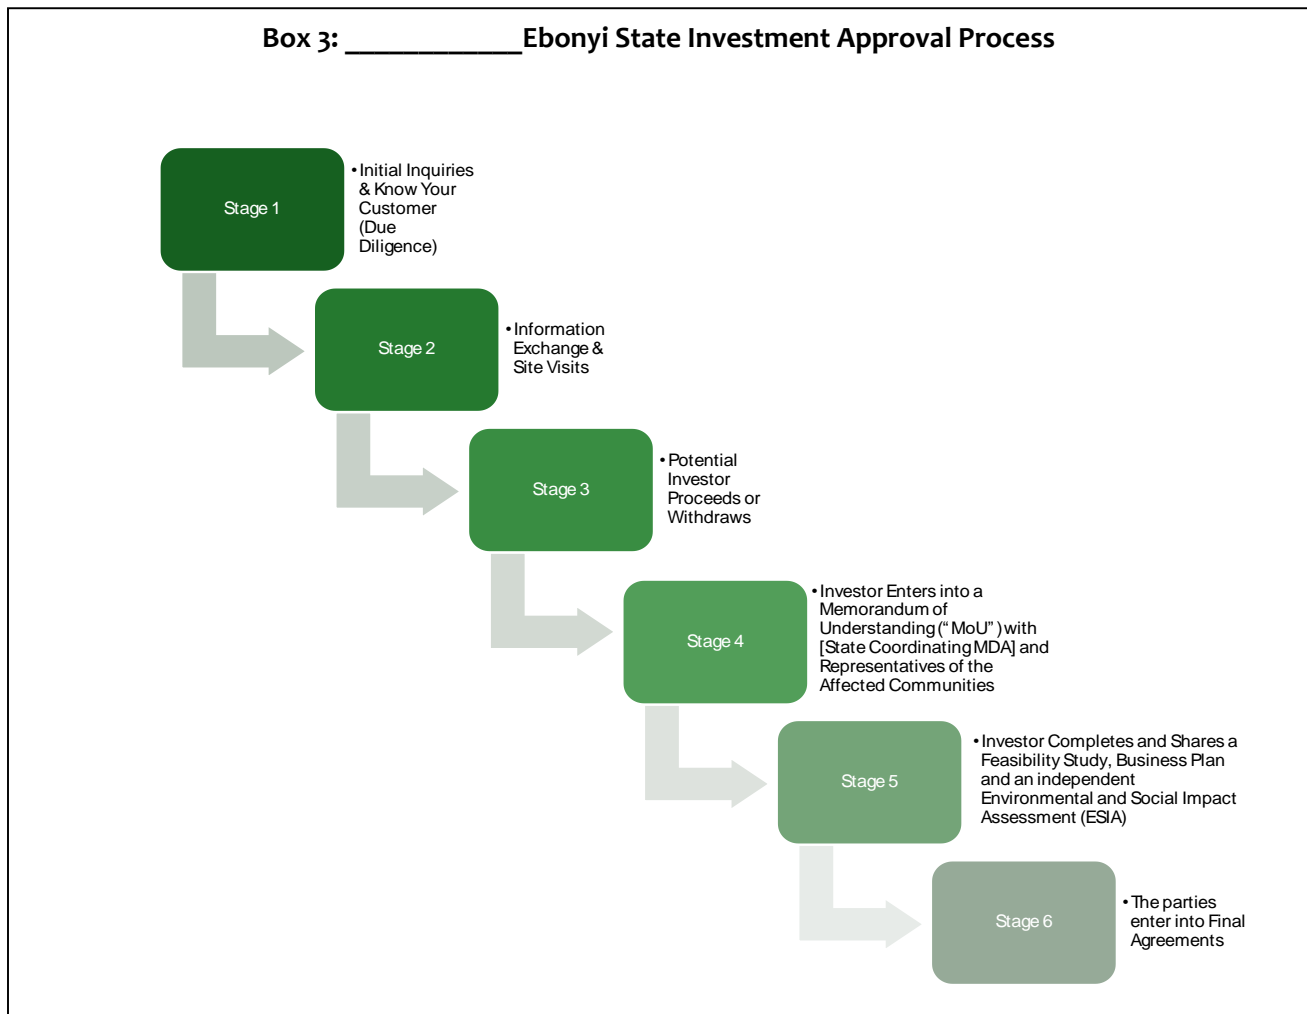 Box 3: ____________Ebonyi State Investment Approval Process
Stage 1
• Initial Inquiries
& Know Your
Customer
(Due
Diligence)
Stage 2
• Information
Exchange &
Site Visits
Stage 3
• Potential
Investor
Proceeds or
Withdraws
Stage 4
• Investor Enters into a
Memorandum of
Understanding (“MoU”) with
[State Coordinating MDA] and
Representatives of the
Affected Communities
Stage 5
• Investor Completes and Shares a
Feasibility Study, Business Plan
and an independent
Environmental and Social Impact
Assessment (ESIA)
Stage 6
• The parties
enter into Final
Agreements